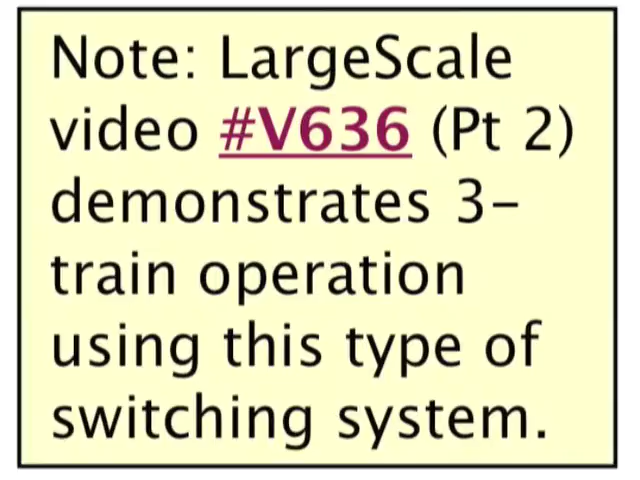 Note: LargeScale
video #V636 (Pt 2)
demonstrates 3-
train operation
using this type of
switching system.